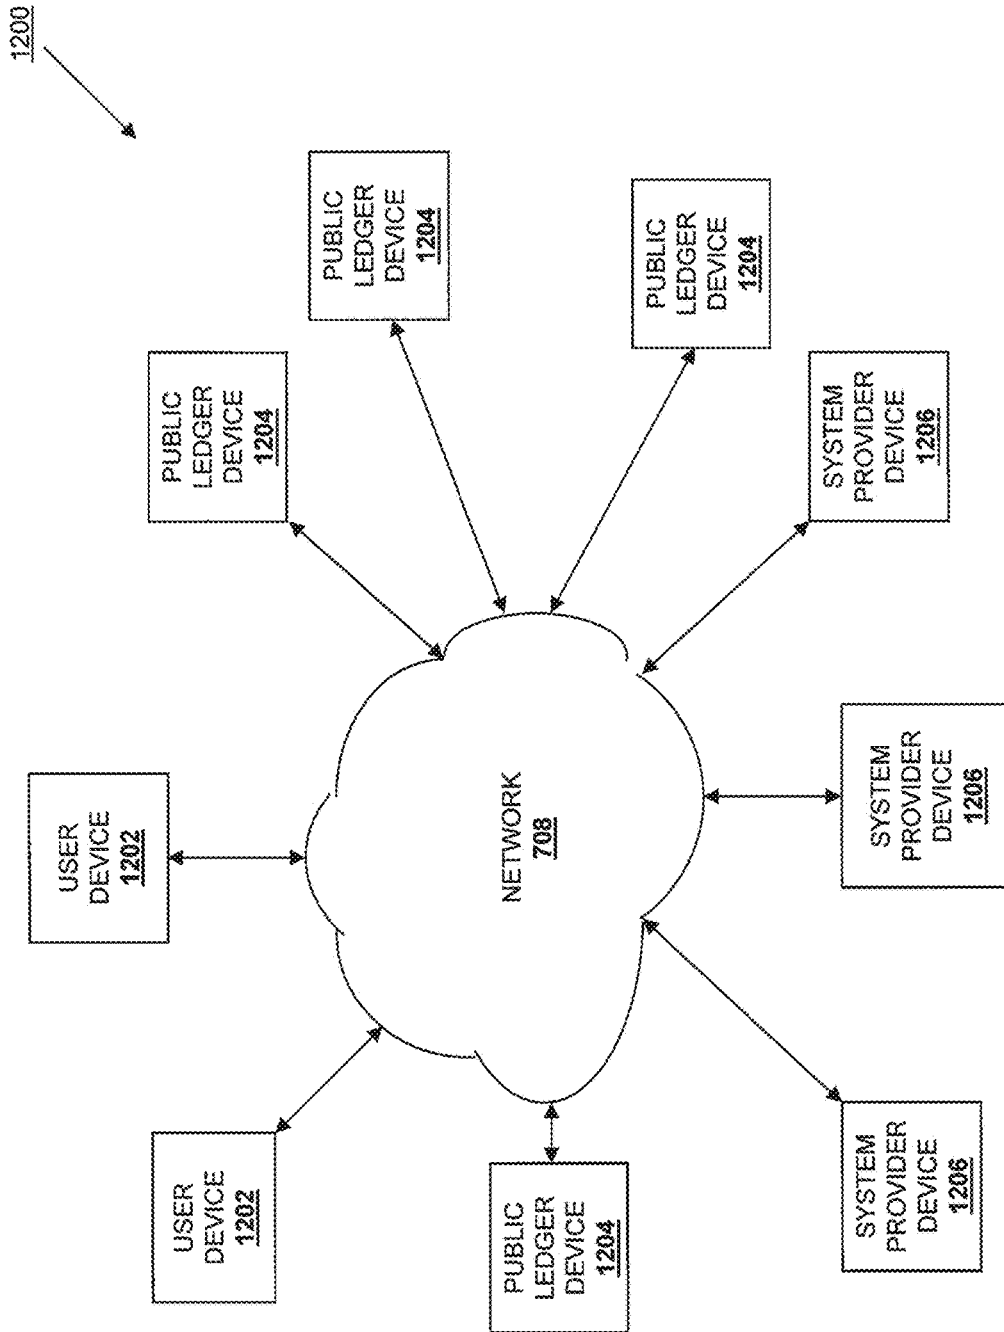 1200
USER
DEVICE
1202
USER
DEVICE
1202
PUBLIC
LEDGER
DEVICE
1204
PUBLIC
LEDGER
DEVICE
1204
PUBLIC
LEDGER
DEVICE
1204
NETWORK
708
PUBLIC
LEDGER
DEVICE
1204
SYSTEM
PROVIDER
DEVICE
1206
SYSTEM
PROVIDER
DEVICE
1206
SYSTEM
PROVIDER
DEVICE
1206